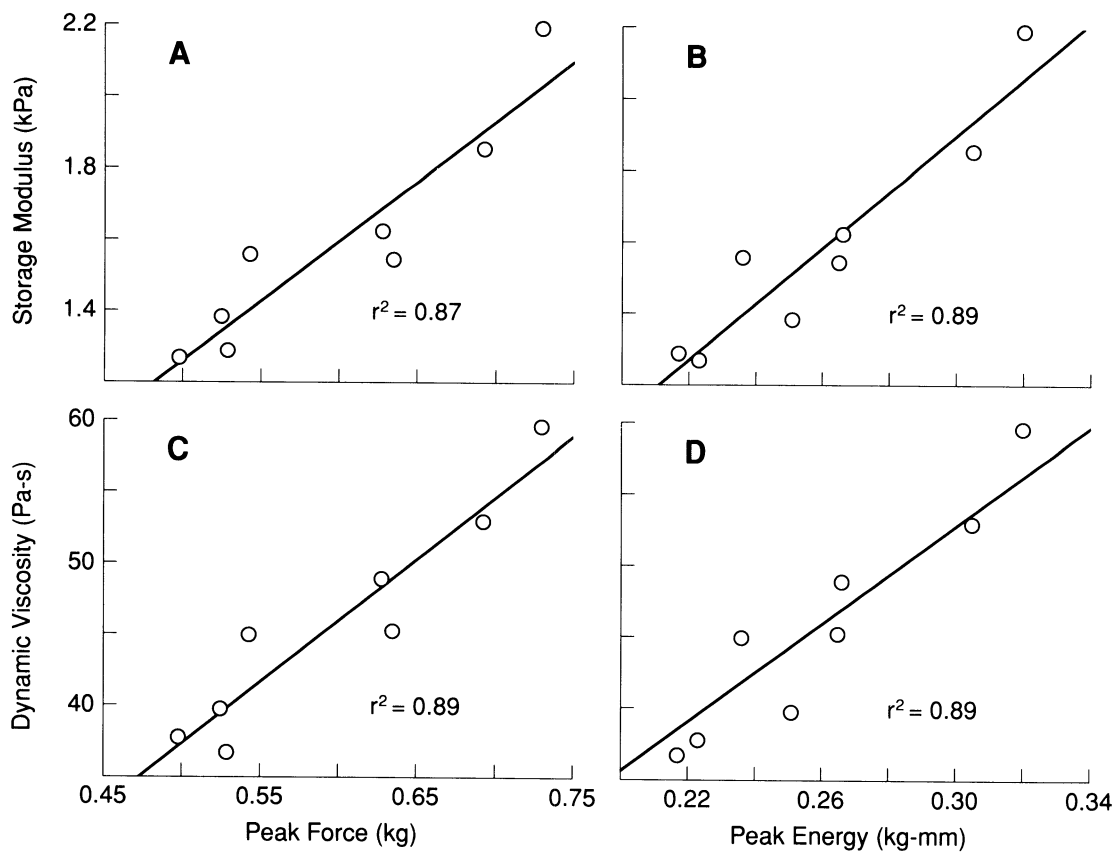 2.2
A
B
Storage Modulus (kPa)
1.8
1.4
r² = 0.87
r² = 0.89
60
C
D
Dynamic Viscosity (Pa-s)
50
40
r² = 0.89
r² = 0.89
0.45 0.55 0.65 0.75
0.22 0.26 0.30 0.34
Peak Force (kg)
Peak Energy (kg-mm)